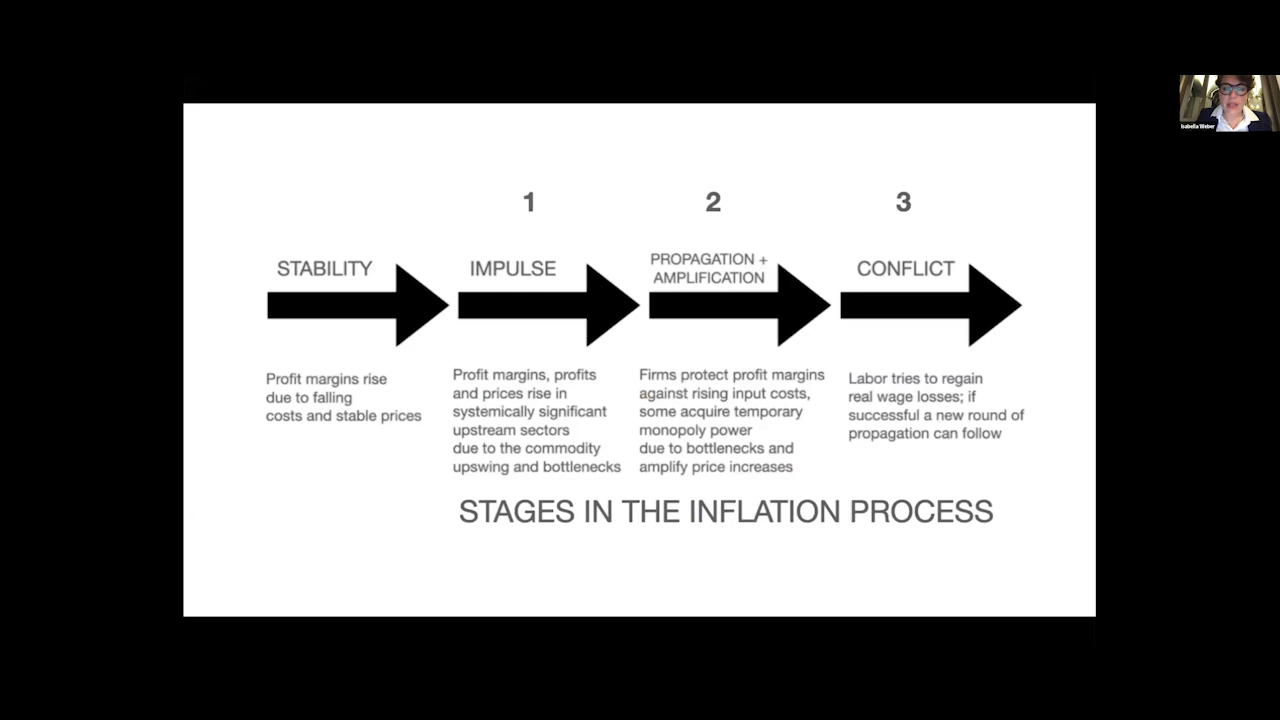 1
2
3
STABILITY
IMPULSE
PROPAGATION +
AMPLIFICATION
CONFLICT
Profit margins rise
due to falling
costs and stable prices
Profit margins, profits
and prices rise in
systemically significant
upstream sectors
due to the commodity
upswing and bottlenecks
Firms protect profit margins
against rising input costs,
some acquire temporary
monopoly power
due to bottlenecks and
amplify price increases
Labor tries to regain
real wage losses; if
successful a new round of
propagation can follow
STAGES IN THE INFLATION PROCESS
Isabella Weber